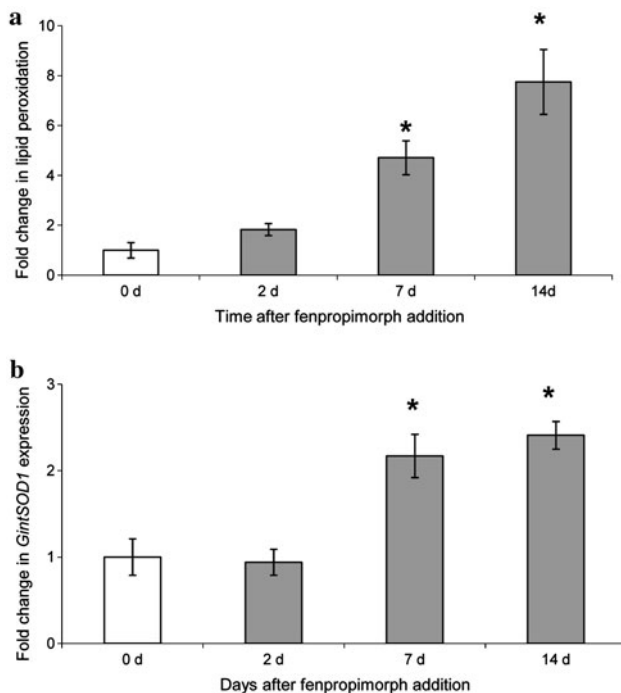 a
Fold change in lipid peroxidation
10
8
6
4
2
0
*
*
0 d 2 d 7 d 14d
Time after fenpropimorph addition
b
Fold change in GintSOD1 expression
3
2
1
0
*
*
0 d 2 d 7 d 14 d
Days after fenpropimorph addition